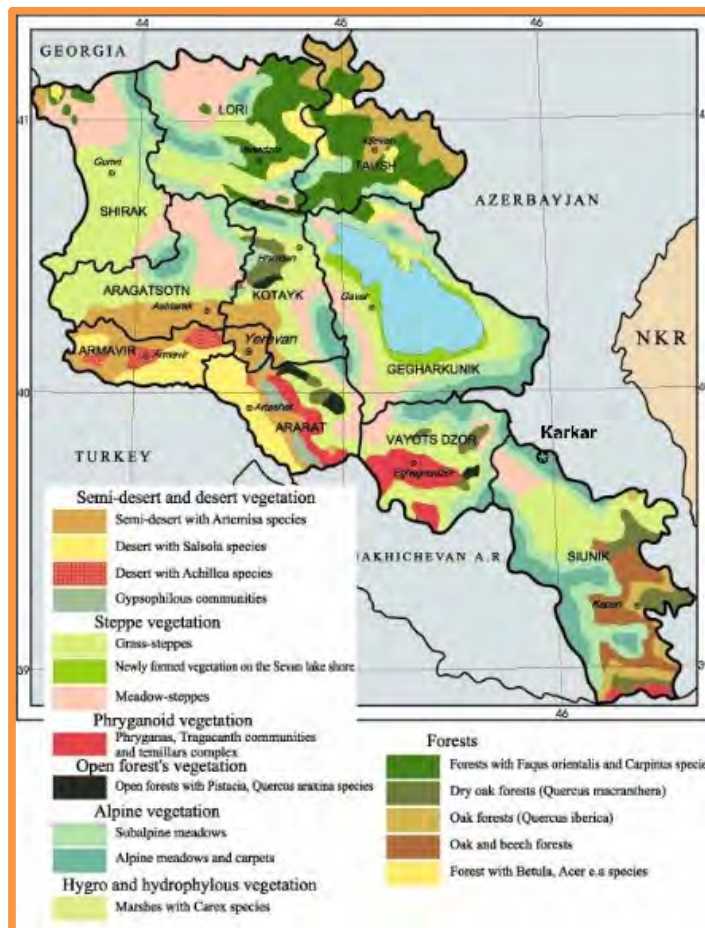 44
45
46
GEORGIA
41
LORI
Gumri
TAUSH
SHIRAK
AZERBAYJAN
ARAGATSOTN
Hrazdan
KOTAYK
Gavar
Ashtarak
NKR
ARMAVIR
Armavir
Yerevan
GEGHARKUNIK
40
Artashat
ARARAT
VAYOTS DZOR
Karkar
TURKEY
Semi-desert and desert vegetation
Semi-desert with Artemisa species
Desert with Salsola species
Desert with Achillea species
Gypsophilous communities
AKHICHEVAN A.R
SIUNIK
Kapan
39
46
Steppe vegetation
Grass-steppes
Newly formed vegetation on the Sevan lake shore
Meadow-steppes
Phryganoid vegetation
Phryganas, Tragacanth communities
and temillars complex
Open forest's vegetation
Open forests with Pistacia, Quercus araxina species
Alpine vegetation
Subalpine meadows
Alpine meadows and carpets
Hygro and hydrophylous vegetation
Marshes with Carex species
Forests
Forests with Faqus orientalis and Carpinus specie
Dry oak forests (Quercus macranthera)
Oak forests (Quercus iberica)
Oak and beech forests
Forest with Betula, Acer e.a species